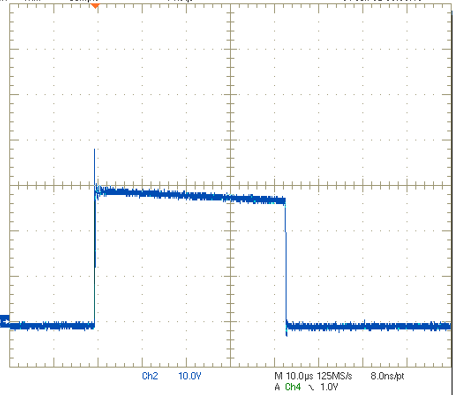 Ch2 10.0V M 10.0µs 125MS/s 8.0ns/pt
A Ch4 ∖ 1.0V